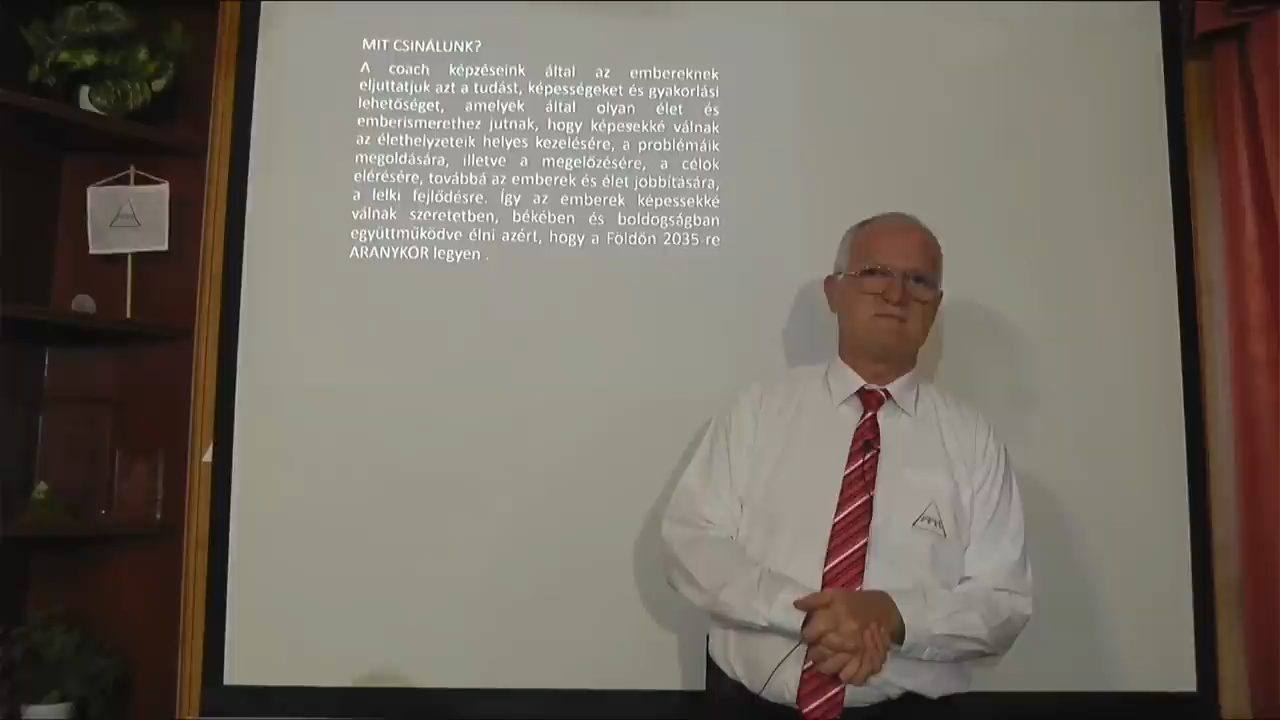 MIT CSINÁLUNK?
A coach képzéseink által az embereknek
eljuttatjuk azt a tudást, képességeket és gyakorlási
lehetőséget, amelyek által olyan élet és
emberismerethez jutnak, hogy képesekké válnak
az élethelyzeteik helyes kezelésére, a problémáik
megoldására, illetve a megelőzésére, a célok
elérésére, továbbá az emberek és élet jobbítására,
a lelki fejlődésre. Így az emberek képessekké
válnak szeretetben, békében és boldogságban
együttműködve élni azért, hogy a Földön 2035-re
ARANYKOR legyen .